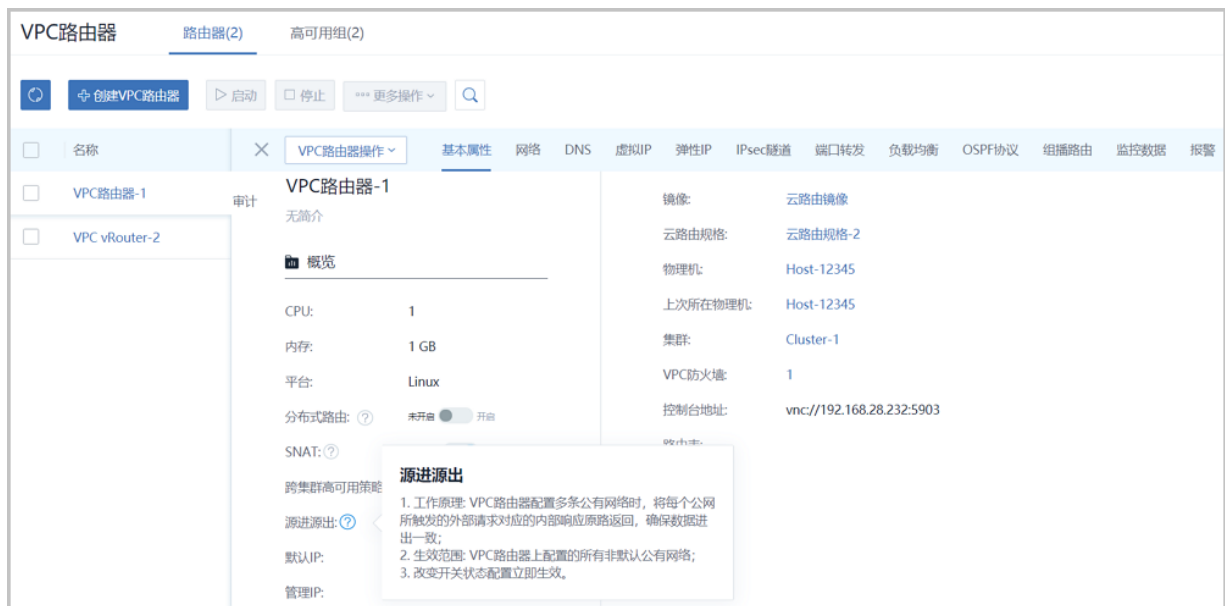 VPC路由器 路由器(2) 高可用组(2)
创建VPC路由器 启动 停止 更多操作
名称 VPC路由器操作 基本属性 网络 DNS 虚拟IP 弹性IP IPsec隧道 端口转发 负载均衡 OSPF协议 组播路由 监控数据 报警
VPC路由器-1
VPC vRouter-2
审计
VPC路由器-1
无简介
概览
CPU: 1
内存: 1 GB
平台: Linux
分布式路由: ? 未开启 开启
SNAT: ?
跨集群高可用策略
源进源出: ?
默认IP:
管理IP:
镜像: 云路由镜像
云路由规格: 云路由规格-2
物理机: Host-12345
上次所在物理机: Host-12345
集群: Cluster-1
VPC防火墙: 1
控制台地址: vnc://192.168.28.232:5903
源进源出
1. 工作原理: VPC路由器配置多条公有网络时，将每个公网
所触发的外部请求对应的内部响应原路返回，确保数据进
出一致;
2. 生效范围: VPC路由器上配置的所有非默认公有网络;
3. 改变开关状态配置立即生效。